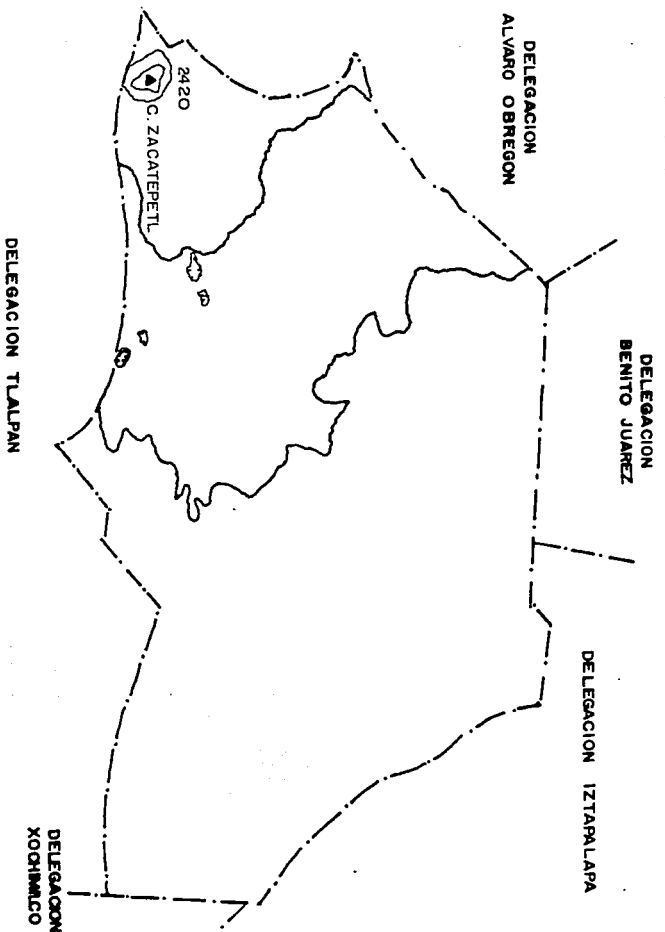 DELEGACION
ALVARO OBREGON
DELEGACION
BENITO JUAREZ
DELEGACION IZTAPALAPA
2420
C. ZACATEPETL
DELEGACION TLALPAN
DELEGACION
XOCHIMILCO